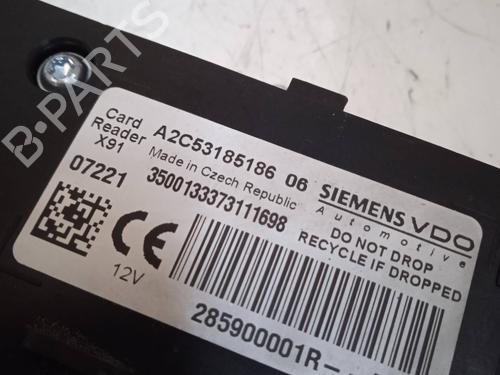 B-PARTS
Card
Reader
X91
A2C53185186 06
Made in Czech Republic
07221
3500133373111698
SIEMENS VDO
Automotive
DO NOT DROP
RECYCLE IF DROPPED
CE
12V
285900001R-